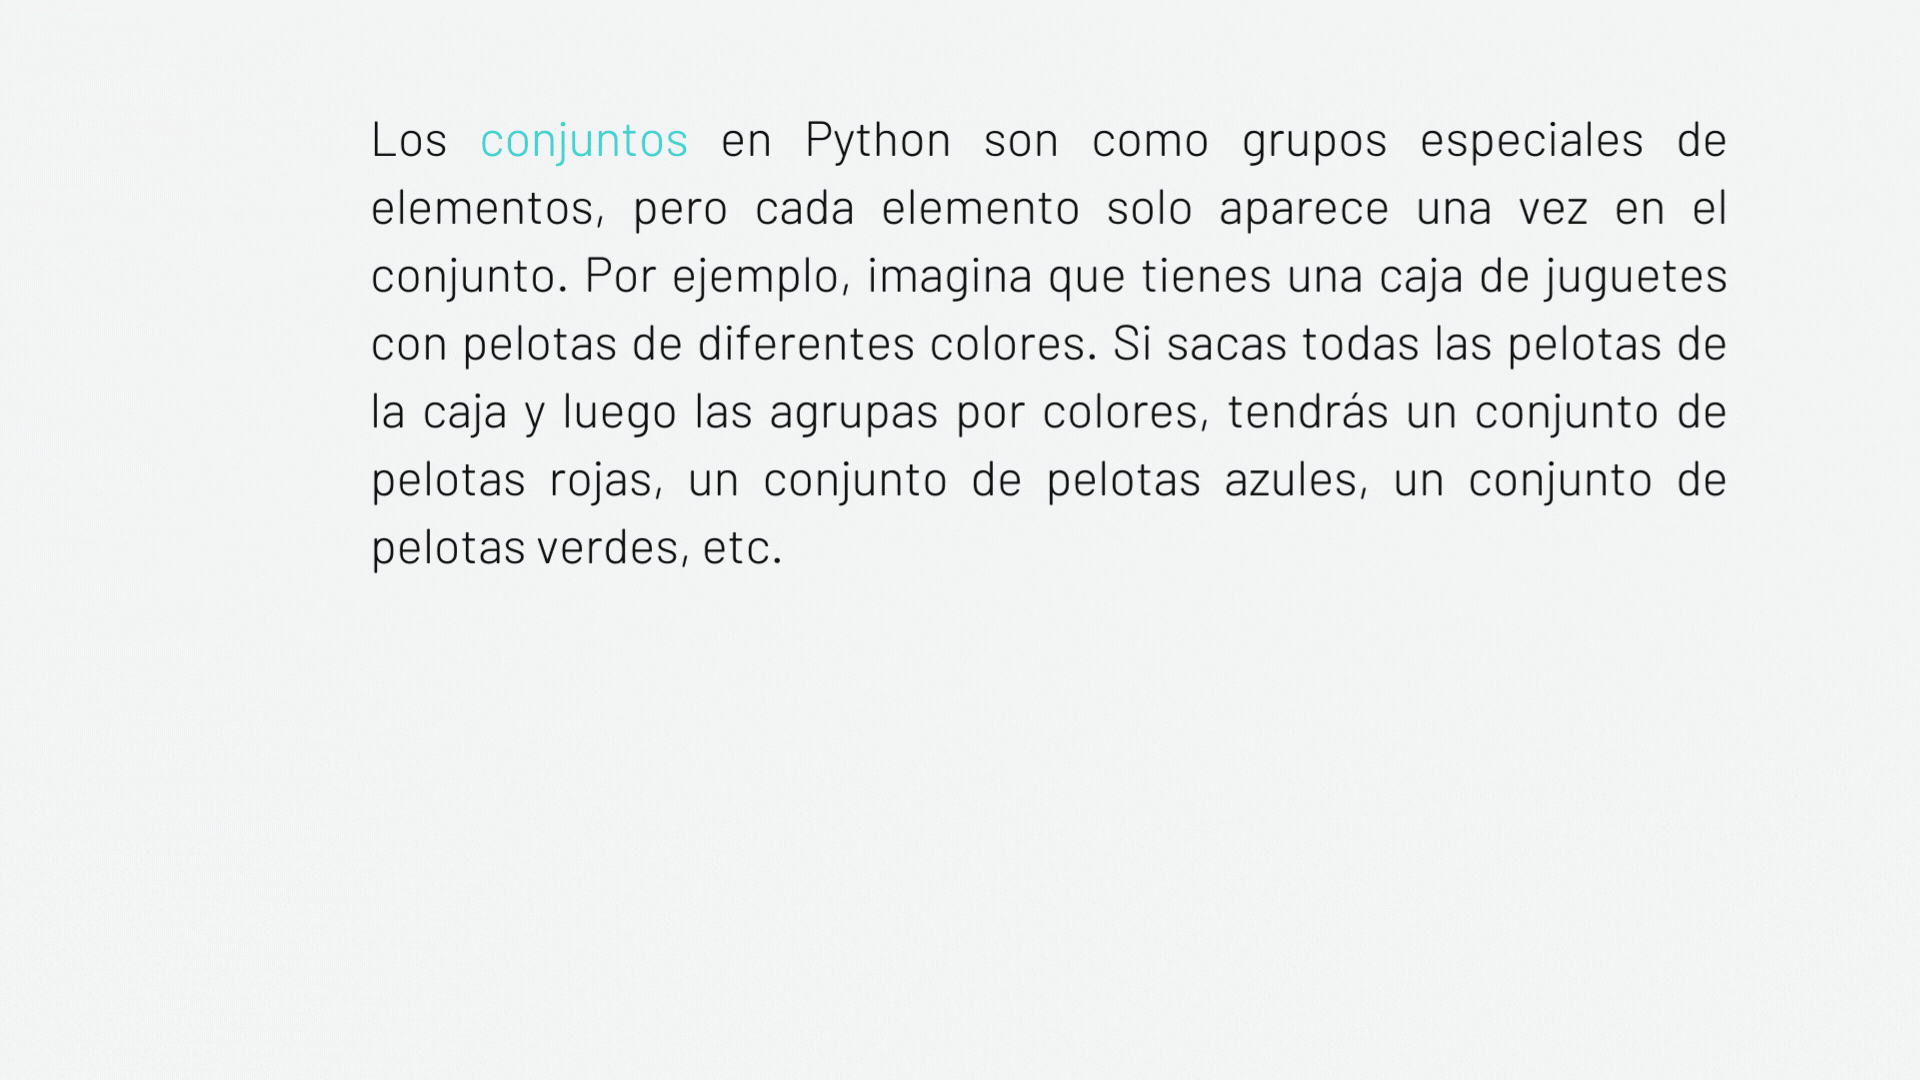 Los conjuntos en Python son como grupos especiales de
elementos, pero cada elemento solo aparece una vez en el
conjunto. Por ejemplo, imagina que tienes una caja de juguetes
con pelotas de diferentes colores. Si sacas todas las pelotas de
la caja y luego las agrupas por colores, tendrás un conjunto de
pelotas rojas, un conjunto de pelotas azules, un conjunto de
pelotas verdes, etc.